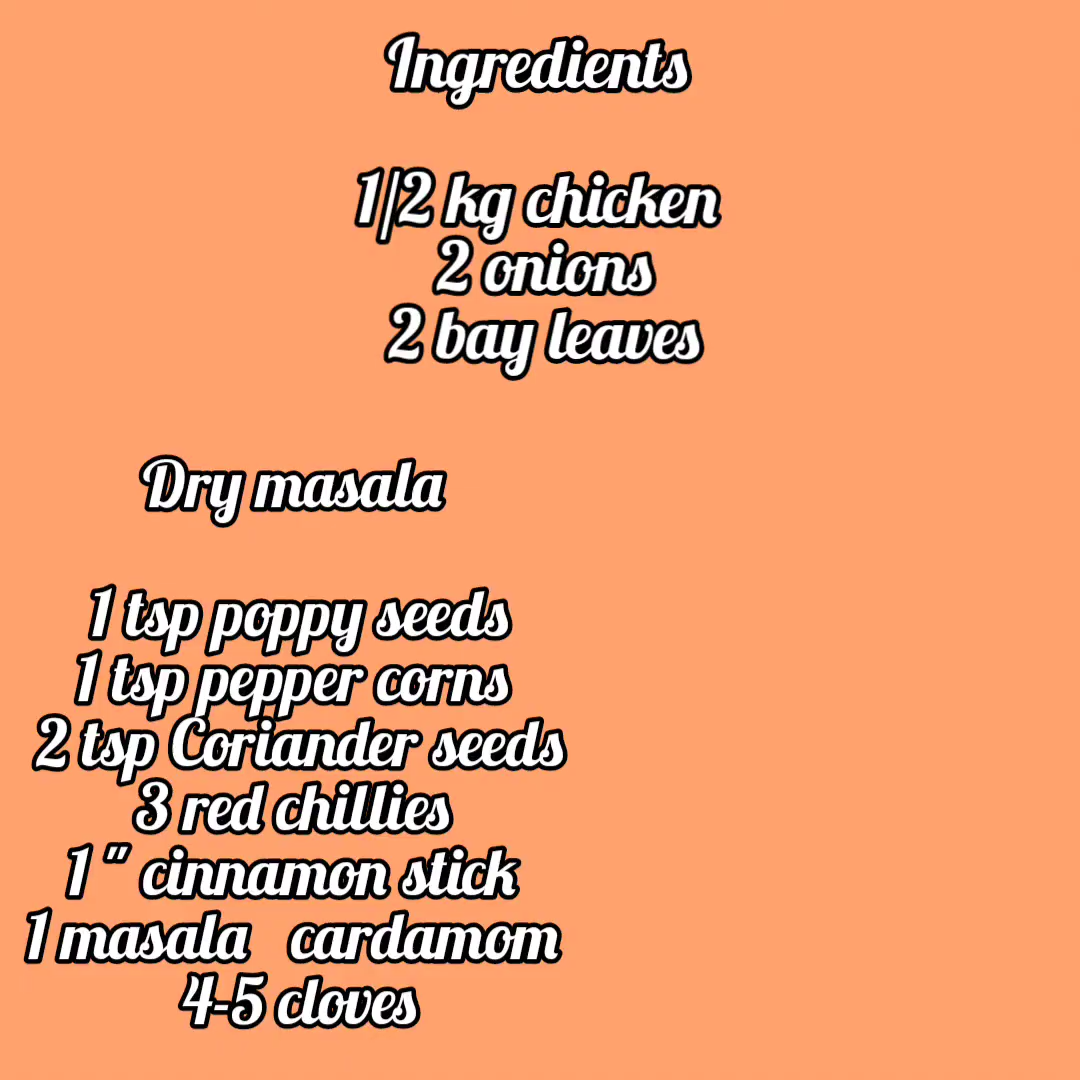 Ingredients
1/2 kg chicken
2 onions
2 bay leaves
Dry masala
1 tsp poppy seeds
1 tsp pepper corns
2 tsp Coriander seeds
3 red chillies
1 " cinnamon stick
1 masala cardamom
4-5 cloves